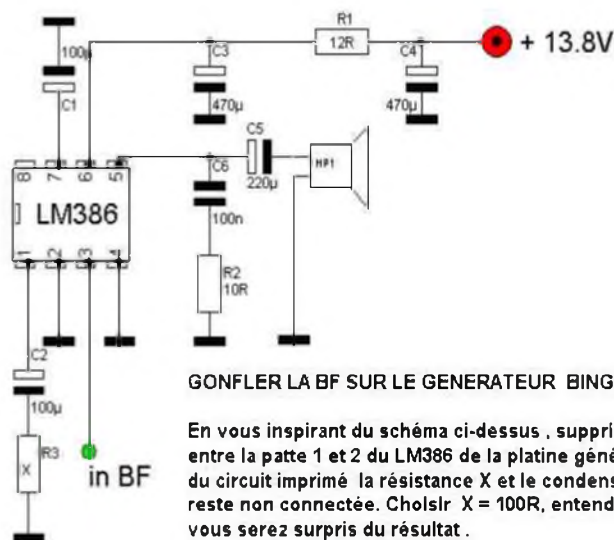 R1
12R
+ 13.8V
100µ
C1
C3
470µ
C4
470µ
8 7 6 5
LM386
1 2 3 4
C5
220µ
C6
100n
HP1
R2
10R
C2
100µ
R3
X
in BF
GONFLER LA BF SUR LE GENERATEUR BING
En vous inspirant du schéma ci-dessus , suppri
entre la patte 1 et 2 du LM386 de la platine géné
du circuit imprimé la résistance X et le condens
reste non connectée. Choisir X = 100R, entend
vous serez surpris du résultat .